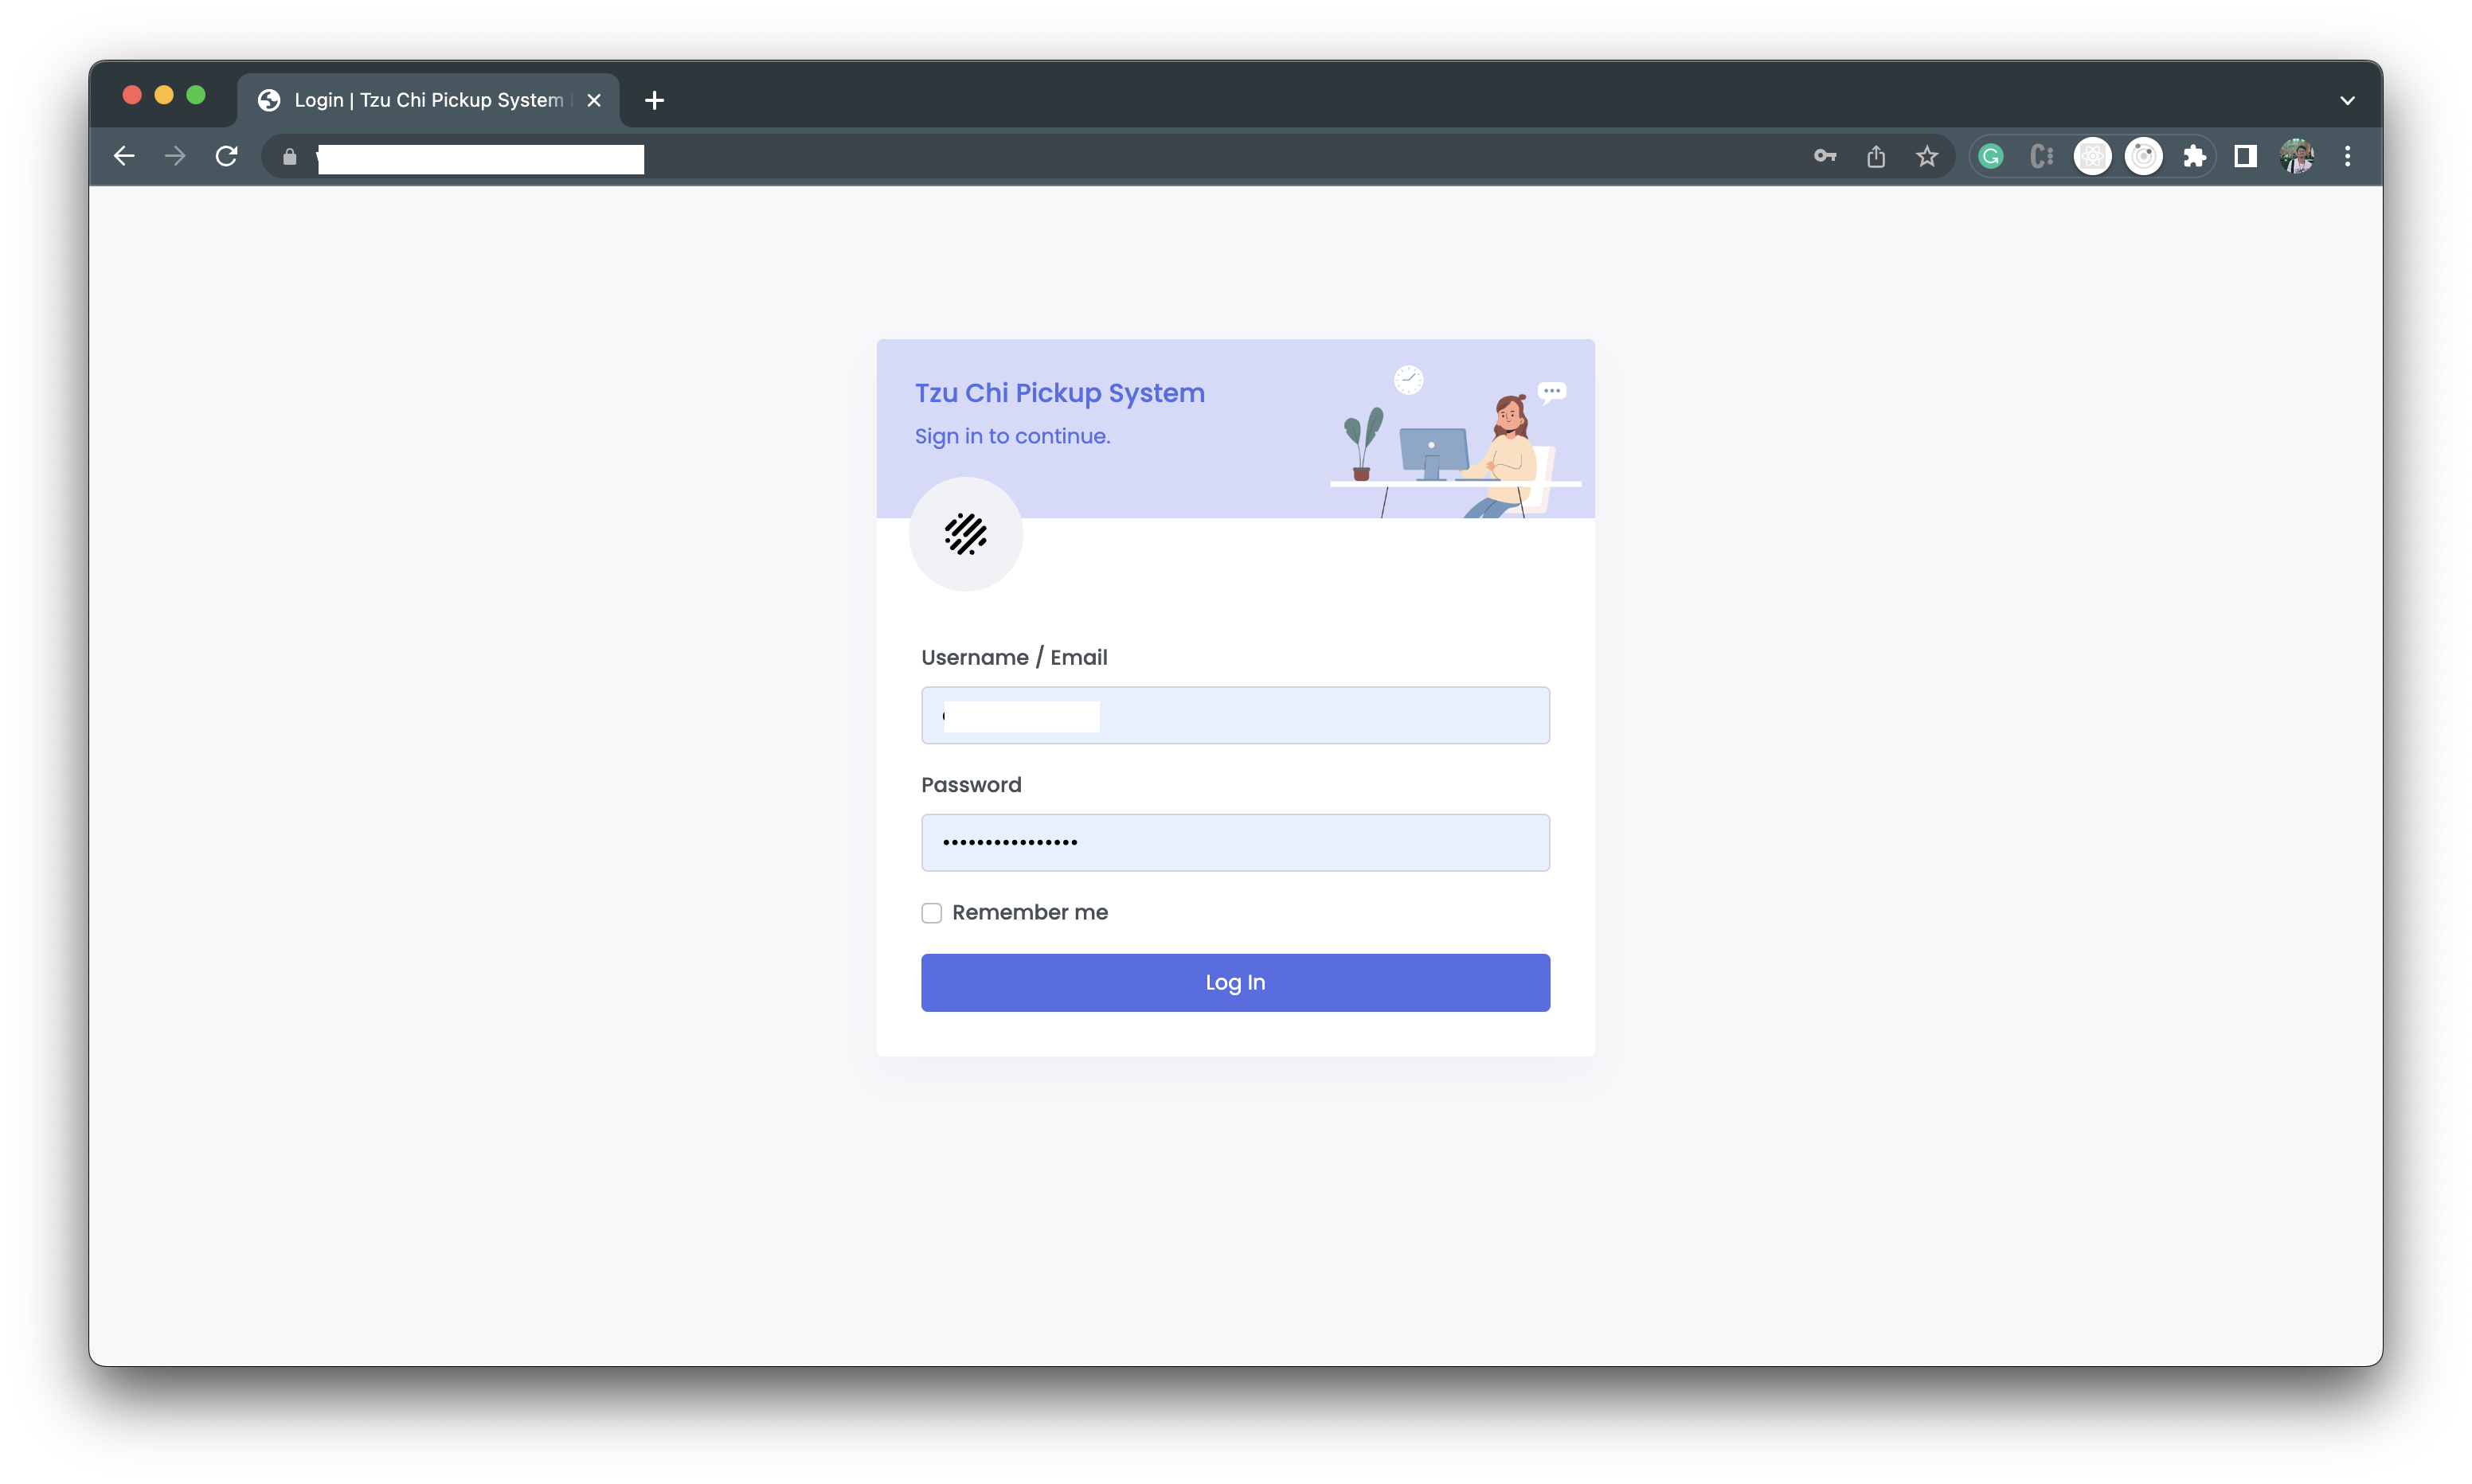 Login | Tzu Chi Pickup System
Tzu Chi Pickup System
Sign in to continue.
Username / Email
Password
Remember me
Log In